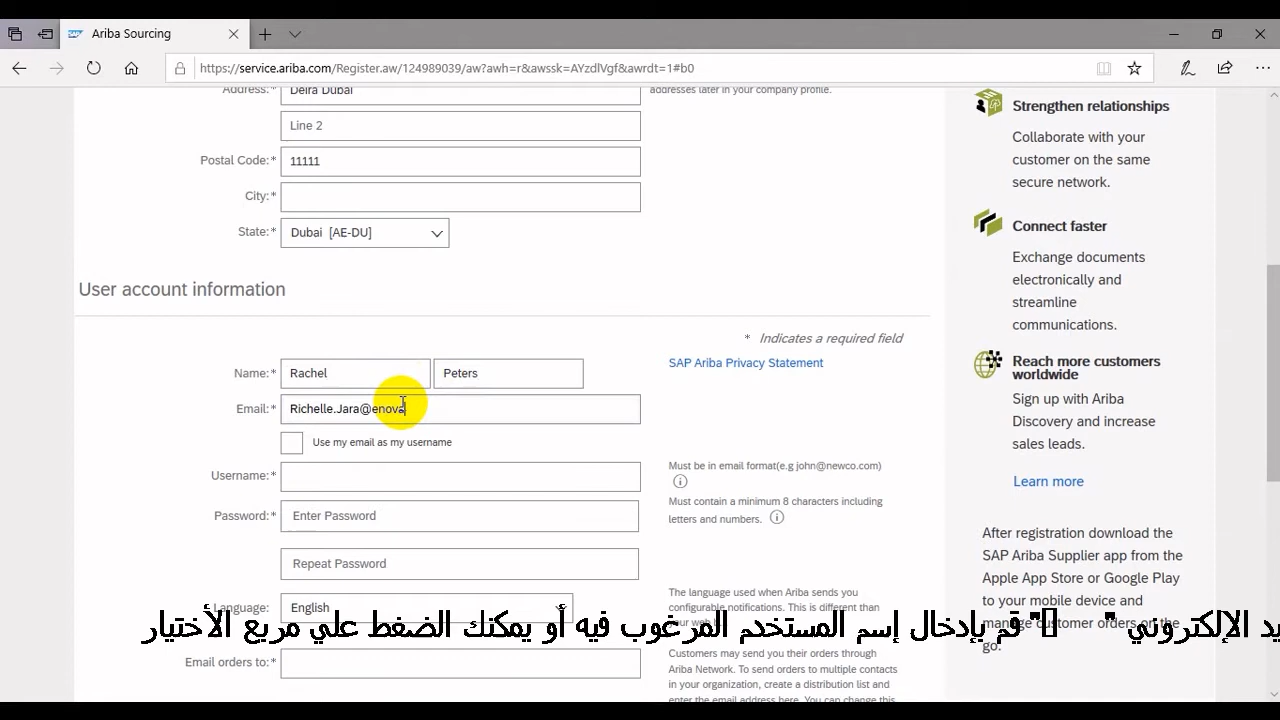 Ariba Sourcing
https://service.ariba.com/Register.aw/124989039/aw?awh=r&awssk=AYzdlVgf&awrdt=1#b0
Address:*
Deira Dubai
addresses later in your company profile.
Line 2
Postal Code:*
11111
City:*
State:*
Dubai [AE-DU]
User account information
* Indicates a required field
Name:*
Rachel
Peters
SAP Ariba Privacy Statement
Email:*
Richelle.Jara@enova
Use my email as my username
Username:*
Must be in email format(e.g john@newco.com)
Password:*
Enter Password
Must contain a minimum 8 characters including
letters and numbers.
Repeat Password
Language:
English
The language used when Ariba sends you
configurable notifications. This is different than
your web
Email orders to:*
Customers may send you their orders through
Ariba Network. To send orders to multiple contacts
in your organization, create a distribution list and
enter the email address here. You can change this
Strengthen relationships
Collaborate with your
customer on the same
secure network.
Connect faster
Exchange documents
electronically and
streamline
communications.
Reach more customers
worldwide
Sign up with Ariba
Discovery and increase
sales leads.
Learn more
After registration download the
SAP Ariba Supplier app from the
Apple App Store or Google Play
to your mobile device and
manage customer orders on the
go.
الإلكتروني " " قم بإدخال إسم المستخدم المرغوب فيه أو يمكنك الضغط علي مربع الأختيار